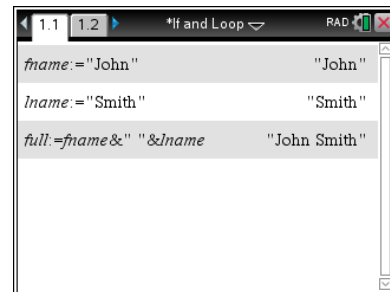 1.1 1.2 *If and Loop RAD
fname:="John" "John"
lname:="Smith" "Smith"
full:=fname&" "&lname "John Smith"